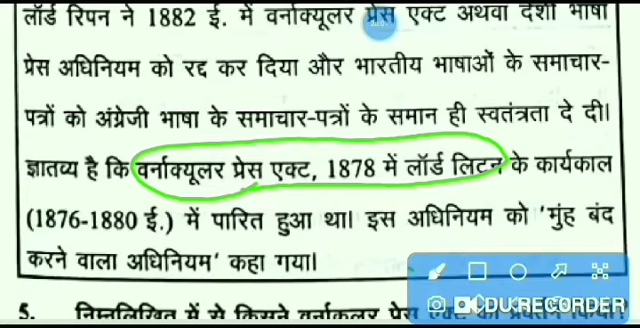 लॉर्ड रिपन ने 1882 ई. में वर्नाक्यूलर प्रेस एक्ट अथवा देशी भाषा
प्रेस अधिनियम को रद्द कर दिया और भारतीय भाषाओं के समाचार-
पत्रों को अंग्रेजी भाषा के समाचार-पत्रों के समान ही स्वतंत्रता दे दी।
ज्ञातव्य है कि वर्नाक्यूलर प्रेस एक्ट, 1878 में लॉर्ड लिटन के कार्यकाल
(1876-1880 ई.) में पारित हुआ था। इस अधिनियम को 'मुंह बंद
करने वाला अधिनियम' कहा गया।
5. निम्नलिखित में से किसने वर्नाकुलर प्रेस
DU RECORDER